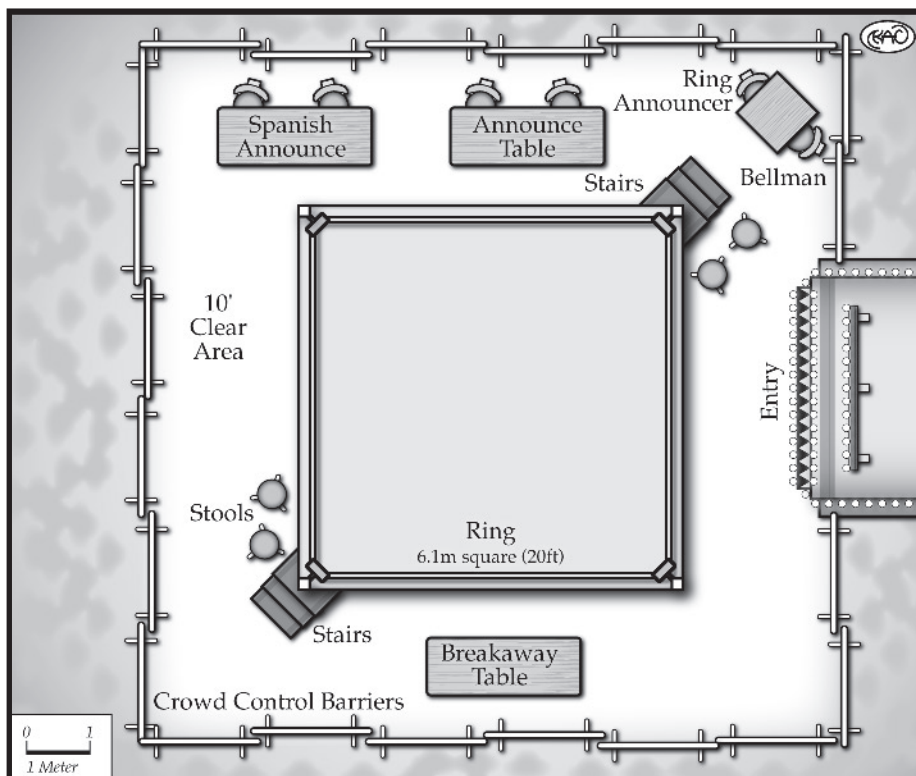 EAC
Ring
Announcer
Spanish
Announce
Announce
Table
Stairs
Bellman
10'
Clear
Area
Entry
Stools
Ring
6.1m square (20ft)
Stairs
Breakaway
Table
Crowd Control Barriers
0 1
1 Meter